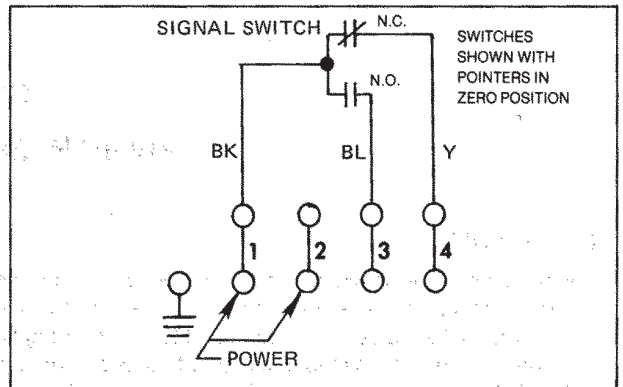 SIGNAL SWITCH
N.C.
SWITCHES
SHOWN WITH
POINTERS IN
ZERO POSITION
N.O.
BK
BL
Y
1
2
3
4
POWER